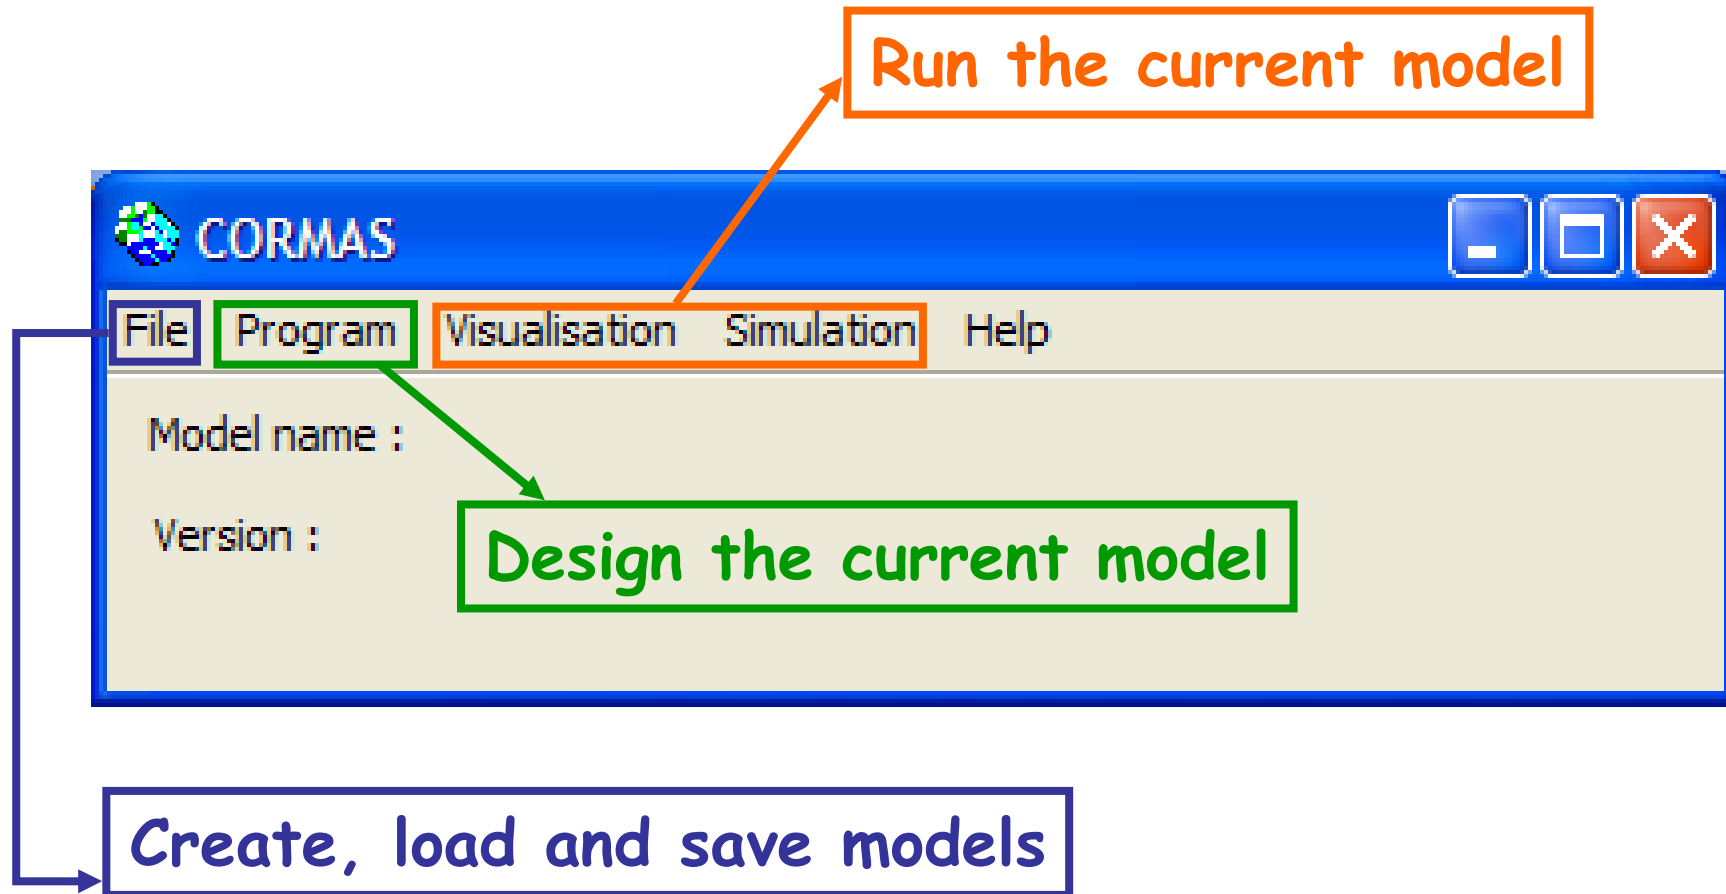 Run the current model
CORMAS
File Program Visualisation Simulation Help
Model name :
Version :
Design the current model
Create, load and save models